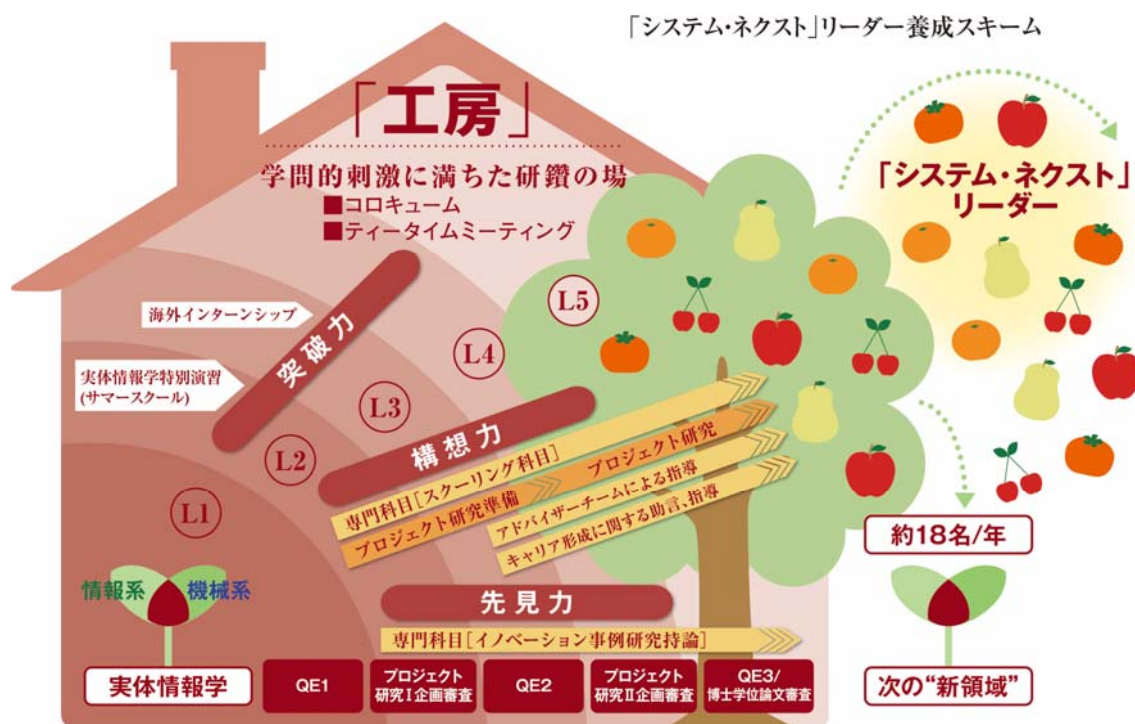 「システム・ネクスト」リーダー養成スキーム
「工房」
学問的刺激に満ちた研鑽の場
■コロキューム
■ティータイムミーティング
「システム・ネクスト」
リーダー
海外インターンシップ
実体情報学特別演習
(サマースクール)
突破力
L5
L4
L3
L2
L1
構想力
専門科目[スクーリング科目]
プロジェクト研究準備
プロジェクト研究
アドバイザーチームによる指導
キャリア形成に関する助言、指導
先見力
専門科目[イノベーション事例研究持論]
情報系
機械系
実体情報学
QE1
プロジェクト
研究Ⅰ企画審査
QE2
プロジェクト
研究Ⅱ企画審査
QE3/
博士学位論文審査
約18名/年
次の“新領域”